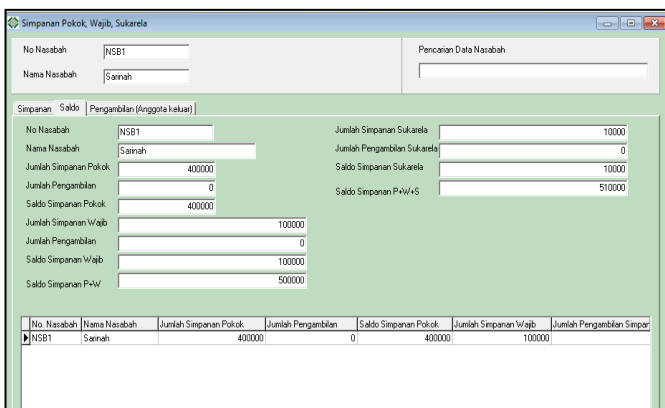 Simpanan Pokok, Wajib, Sukarela
No Nasabah NSB1
Nama Nasabah Sarinah
Pencarian Data Nasabah
Simpanan Saldo Pengambilan (Anggota keluar)
No Nasabah NSB1
Nama Nasabah Sarinah
Jumlah Simpanan Pokok 400000
Jumlah Pengambilan 0
Saldo Simpanan Pokok 400000
Jumlah Simpanan Wajib 100000
Jumlah Pengambilan 0
Saldo Simpanan Wajib 100000
Saldo Simpanan P+W 500000
Jumlah Simpanan Sukarela 10000
Jumlah Pengambilan Sukarela 0
Saldo Simpanan Sukarela 10000
Saldo Simpanan P+W+S 510000
No. Nasabah Nama Nasabah Jumlah Simpanan Pokok Jumlah Pengambilan Saldo Simpanan Pokok Jumlah Simpanan Wajib Jumlah Pengambilan Simpan
NSB1 Sarinah 400000 0 400000 100000